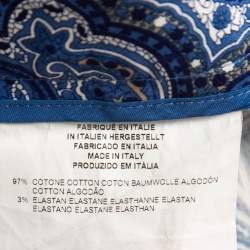 FABRIQUÉ EN ITALIE
IN ITALIEN HERGESTELLT
FABRICADO EN ITALIA
MADE IN ITALY
PRODUZIDO EM ITÀLIA
97% COTONE COTTON COTON BAUMWOLLE ALGODÓN
COTTON ALGODÃO
3% ELASTAN ELASTANE ELASTHANNE ELASTAN
ELASTANO ELASTANE ELASTHAN